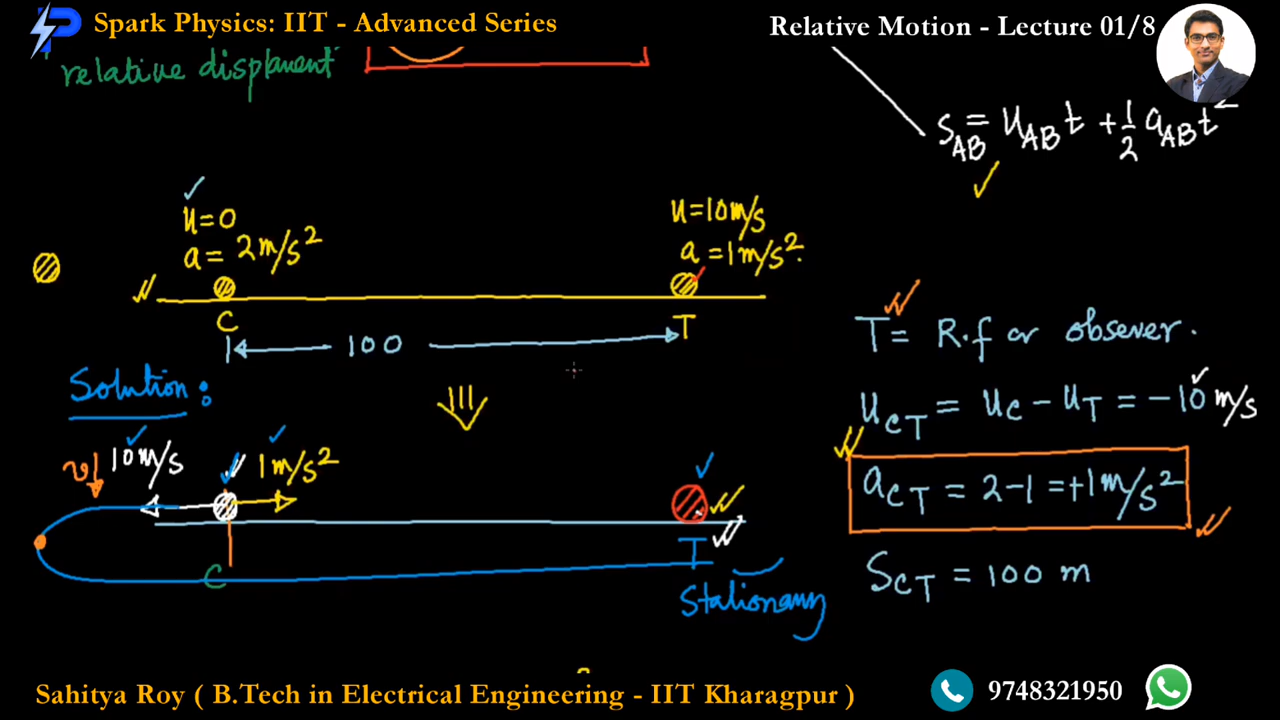 Spark Physics: IIT - Advanced Series
Relative Motion - Lecture 01/8
relative displament
S_AB = u_AB t + 1/2 a_AB t²
u=0
a= 2m/s²
u=10m/s
a =1m/s².
C
T
100
T= R.f or obsever.
Solution:
u_CT = u_C - u_T = -10 m/s
v
10m/s
1m/s²
a_CT = 2-1 = +1m/s²
C
T
Stationary
S_CT = 100 m
Sahitya Roy ( B.Tech in Electrical Engineering - IIT Kharagpur )
9748321950